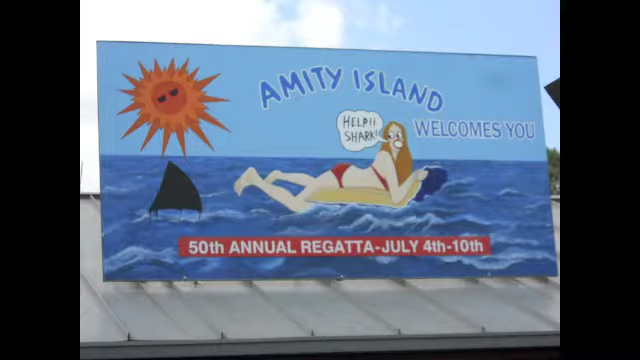 AMITY ISLAND
WELCOMES YOU
HELP!!
SHARK!
50th ANNUAL REGATTA-JULY 4th-10th